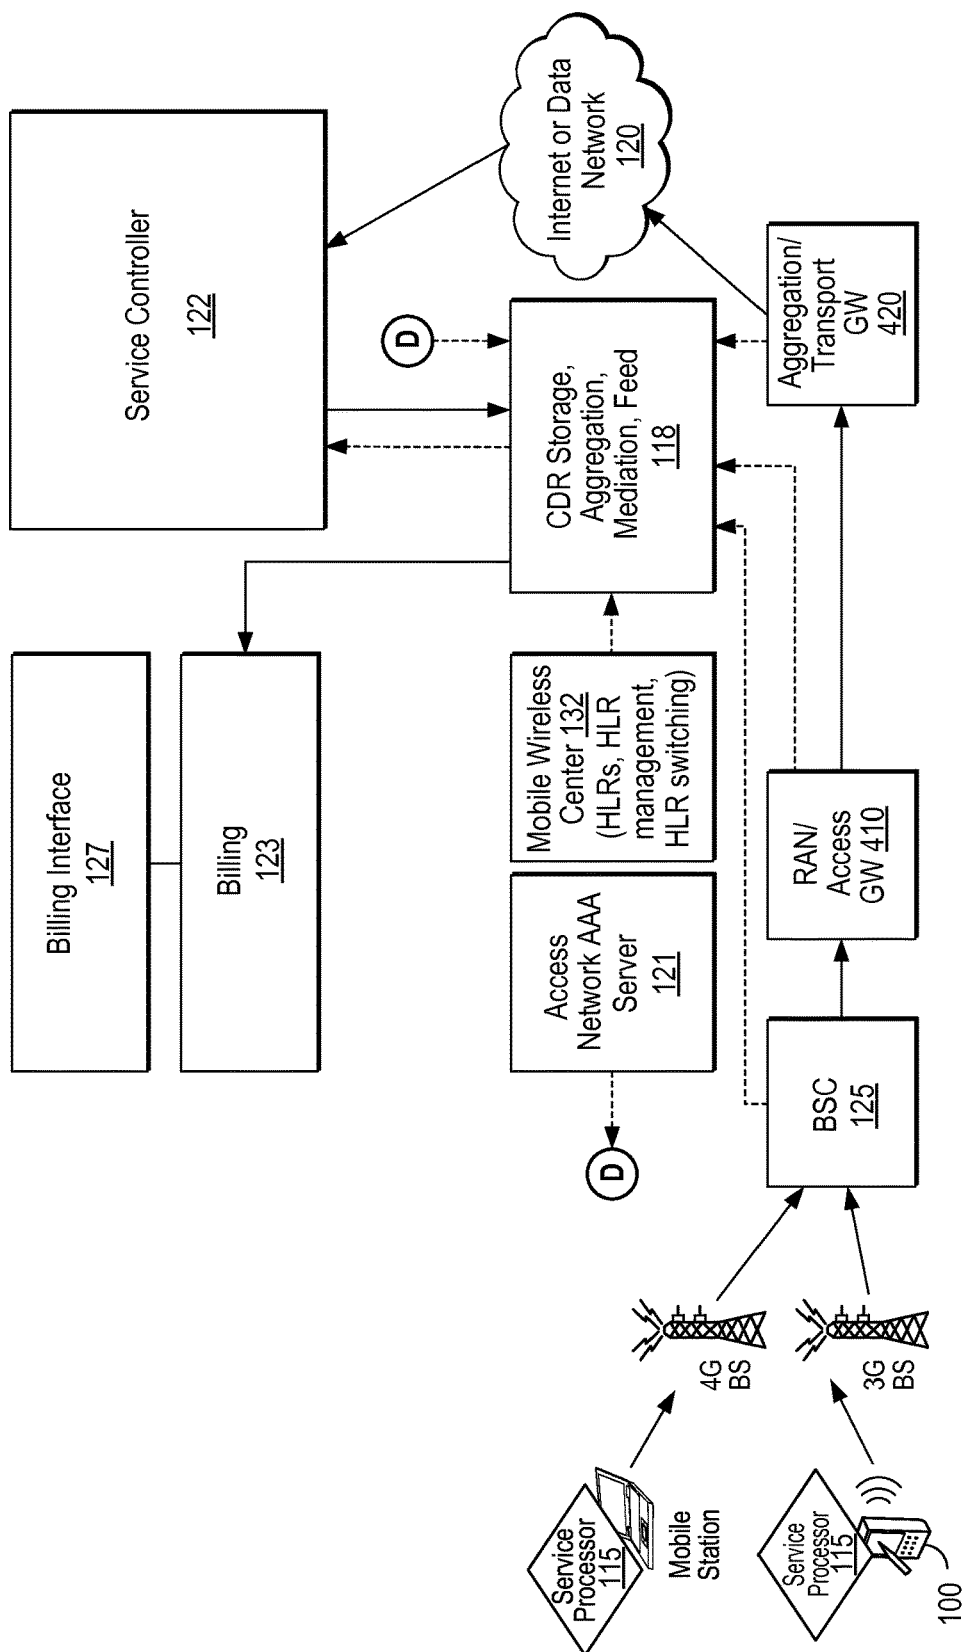 Billing Interface
127
Billing
123
Service Controller
122
D
Internet or Data
Network
120
Access
Network AAA
Server
121
D
Mobile Wireless
Center 132
(HLRs, HLR
management,
HLR switching)
CDR Storage,
Aggregation,
Mediation, Feed
118
Service
Processor
115
Mobile
Station
4G
BS
Service
Processor
115
100
3G
BS
BSC
125
RAN/
Access
GW 410
Aggregation/
Transport
GW
420